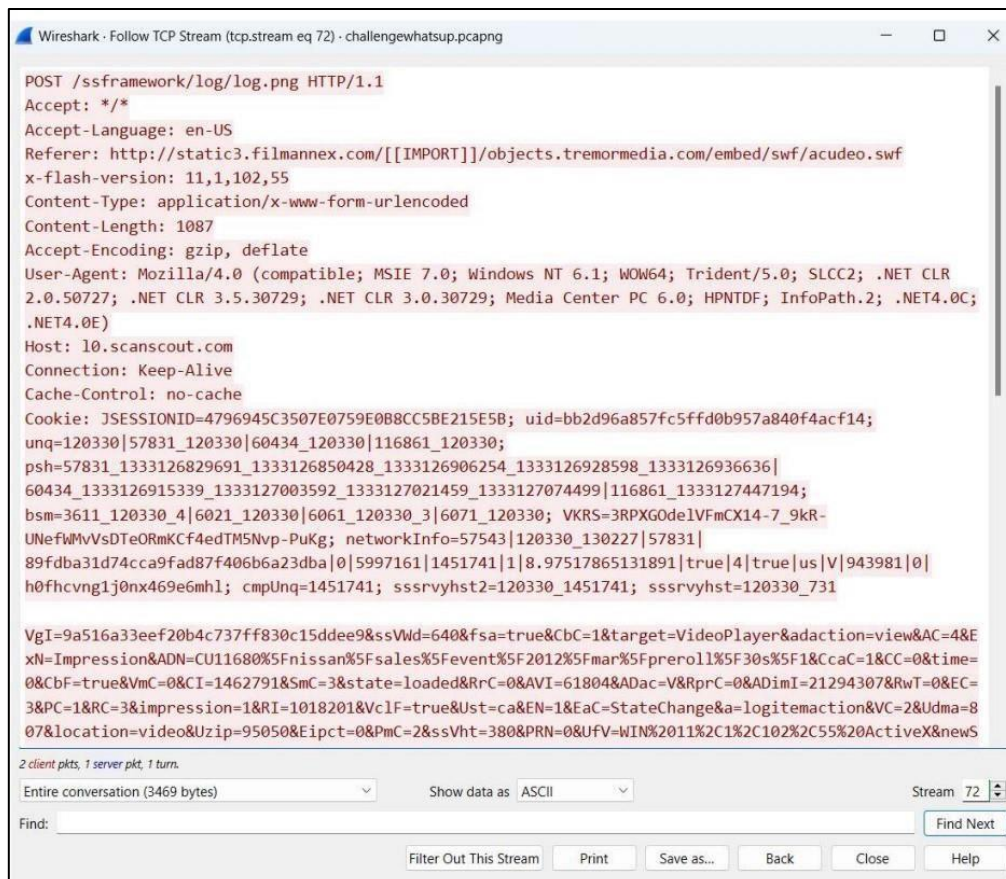 Wireshark · Follow TCP Stream (tcp.stream eq 72) · challengewhatsup.pcapng
POST /ssframework/log/log.png HTTP/1.1
Accept: */*
Accept-Language: en-US
Referer: http://static3.filmannex.com/[[IMPORT]]/objects.tremormedia.com/embed/swf/acudeo.swf
x-flash-version: 11,1,102,55
Content-Type: application/x-www-form-urlencoded
Content-Length: 1087
Accept-Encoding: gzip, deflate
User-Agent: Mozilla/4.0 (compatible; MSIE 7.0; Windows NT 6.1; WOW64; Trident/5.0; SLCC2; .NET CLR
2.0.50727; .NET CLR 3.5.30729; .NET CLR 3.0.30729; Media Center PC 6.0; HPNTDF; InfoPath.2; .NET4.0C;
.NET4.0E)
Host: l0.scanscout.com
Connection: Keep-Alive
Cache-Control: no-cache
Cookie: JSESSIONID=4796945C3507E0759E0B8CC5BE215E5B; uid=bb2d96a857fc5ffd0b957a840f4acf14;
unq=120330|57831_120330|60434_120330|116861_120330;
psh=57831_1333126829691_1333126850428_1333126906254_1333126928598_1333126936636|
60434_1333126915339_1333127003592_1333127021459_1333127074499|116861_1333127447194;
bsm=3611_120330_4|6021_120330|6061_120330_3|6071_120330; VKRS=3RPXGOdelVFmCX14-7_9kR-
UNefWMvVsDTeORmKCf4edTM5Nvp-PuKg; networkInfo=57543|120330_130227|57831|
89fdba31d74cca9fad87f406b6a23dba|0|5997161|1451741|1|8.97517865131891|true|4|true|us|V|943981|0|
h0fhcvng1j0nx469e6mhl; cmpUnq=1451741; sssrvyhst2=120330_1451741; sssrvyhst=120330_731
VgI=9a516a33eef20b4c737ff830c15ddee9&ssVWd=640&fsa=true&CbC=1&target=VideoPlayer&adaction=view&AC=4&E
xN=Impression&ADN=CU11680%5Fnissan%5Fsales%5Fevent%5F2012%5Fmar%5Fpreroll%5F30s%5F1&CcaC=1&CC=0&time=
0&CbF=true&VmC=0&CI=1462791&SmC=3&state=loaded&RrC=0&AVI=61804&ADac=V&RprC=0&ADimI=21294307&RwT=0&EC=
3&PC=1&RC=3&impression=1&RI=1018201&VclF=true&Ust=ca&EN=1&EaC=StateChange&a=logitemaction&VC=2&Udma=8
07&location=video&Uzip=95050&Eipct=0&PmC=2&ssVht=380&PRN=0&UfV=WIN%2011%2C1%2C102%2C55%20ActiveX&newS
2 client pkts, 1 server pkt, 1 turn.
Entire conversation (3469 bytes) Show data as ASCII Stream 72
Find: Find Next
Filter Out This Stream Print Save as... Back Close Help